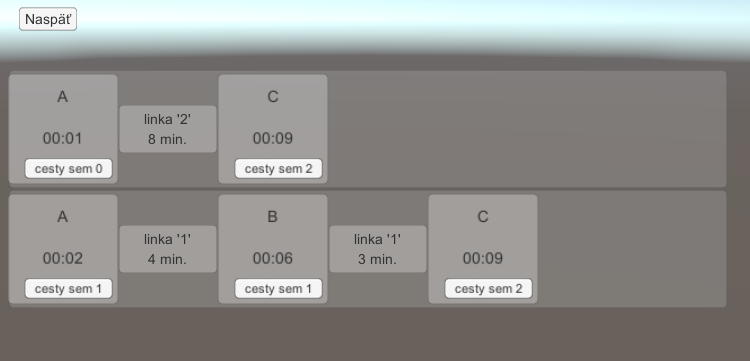 Naspäť
A
C
linka '2'
00:01
8 min.
00:09
cesty sem 0
cesty sem 2
A
B
C
linka '1'
linka '1'
00:02
4 min.
00:06
3 min.
00:09
cesty sem 1
cesty sem 1
cesty sem 2